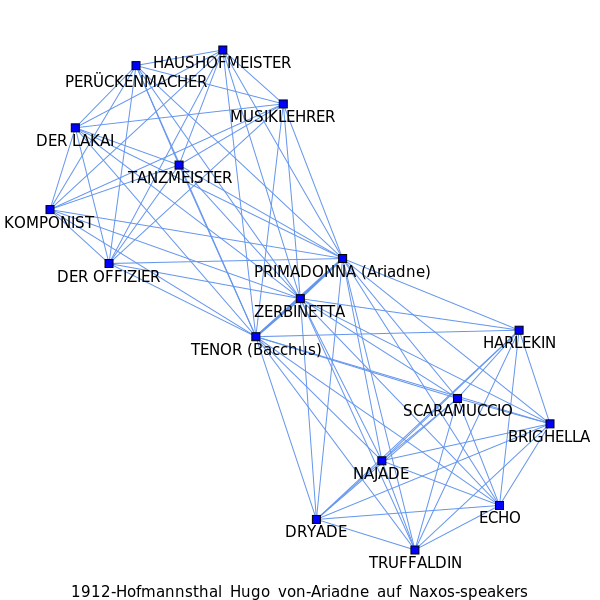 HAUSHOFMEISTER
PERÜCKENMACHER
MUSIKLEHRER
DER LAKAI
TANZMEISTER
KOMPONIST
PRIMADONNA (Ariadne)
DER OFFIZIER
ZERBINETTA
HARLEKIN
TENOR (Bacchus)
SCARAMUCCIO
BRIGHELLA
NAJADE
ECHO
DRYADE
TRUFFALDIN
1912-Hofmannsthal Hugo von-Ariadne auf Naxos-speakers